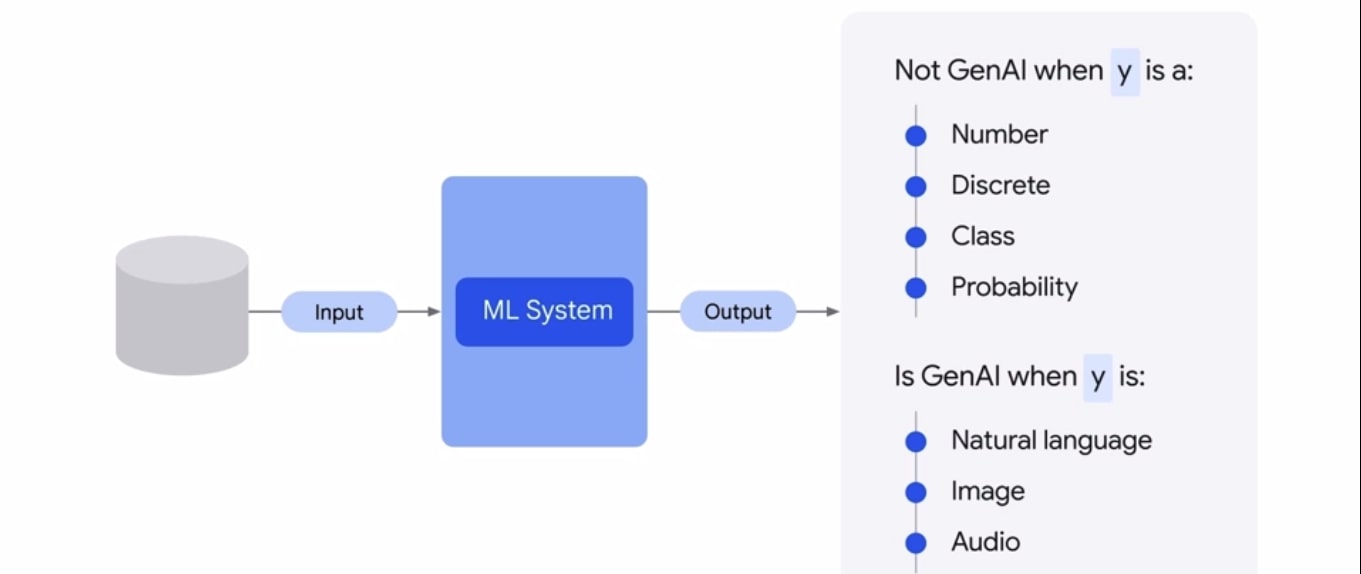 Input
ML System
Output
Not GenAI when y is a:
Number
Discrete
Class
Probability
Is GenAI when y is:
Natural language
Image
Audio